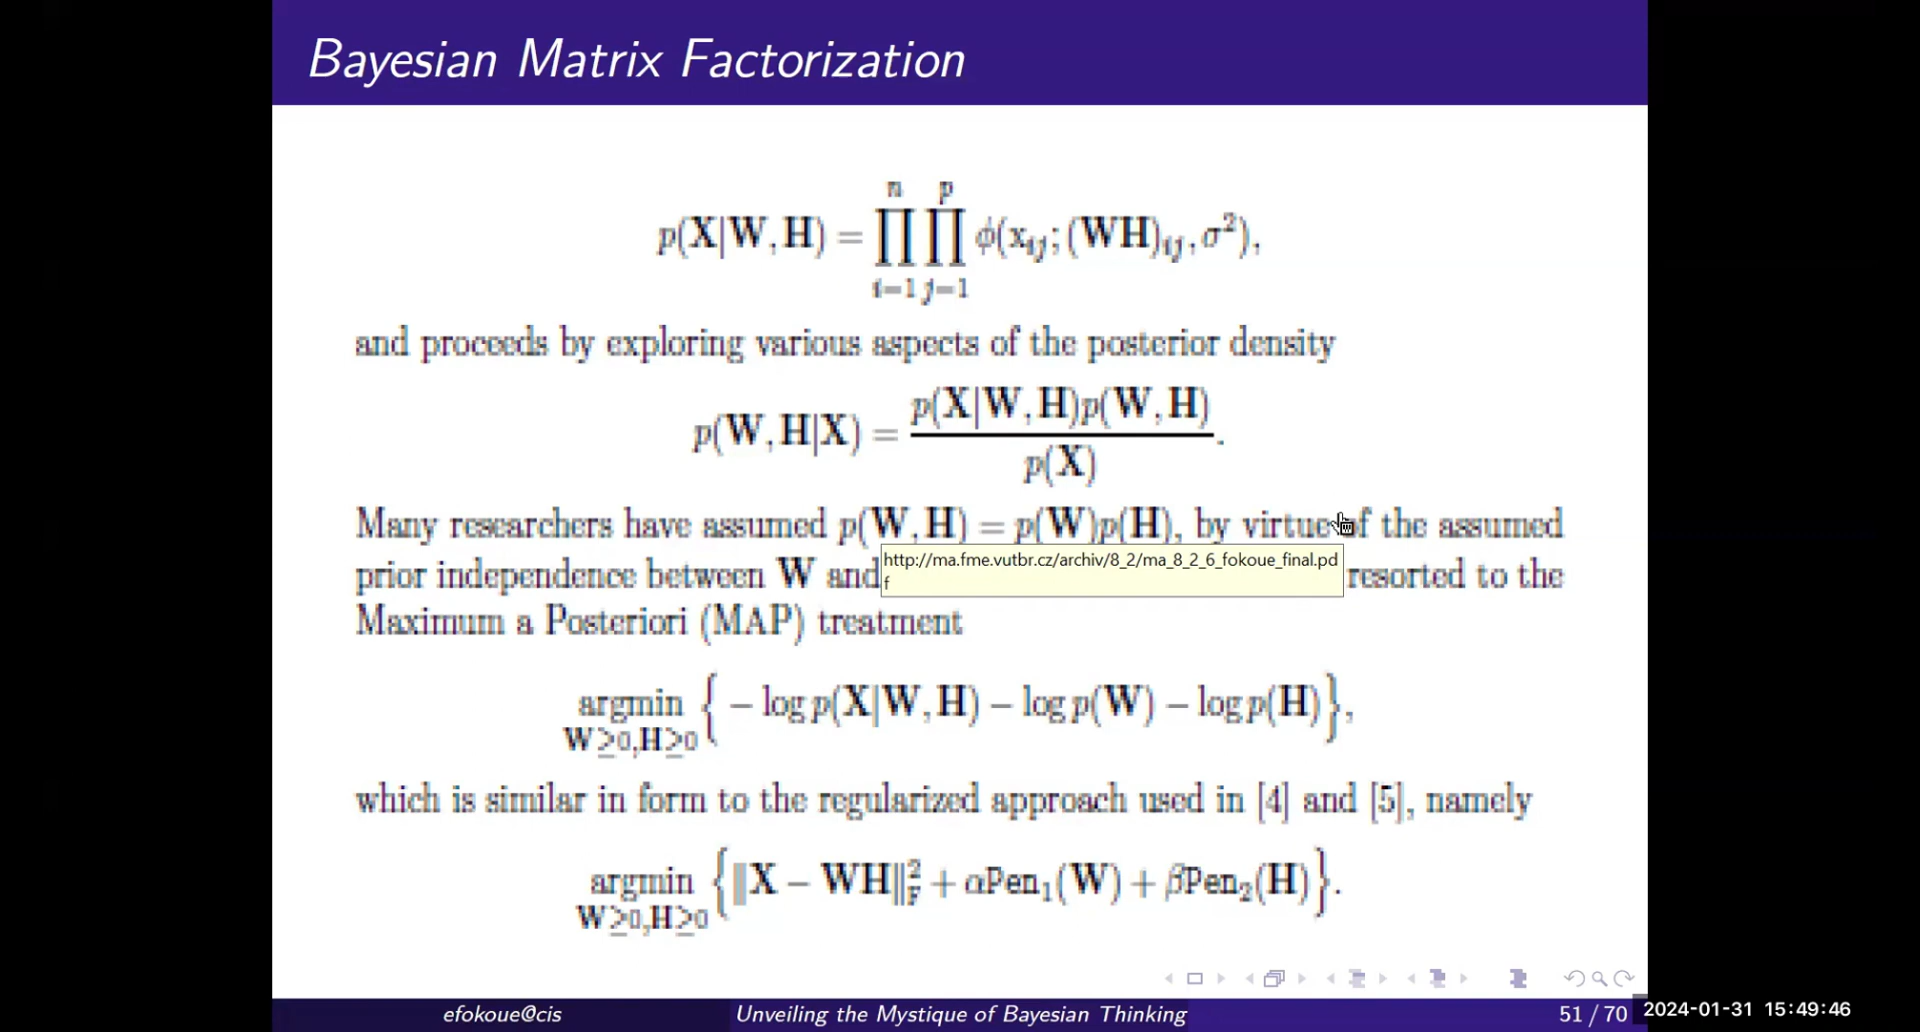 Bayesian Matrix Factorization
p(X|W, H) = ∏_{i=1}^{n} ∏_{j=1}^{p} ϕ(x_{ij}; (WH)_{ij}, σ²),
and proceeds by exploring various aspects of the posterior density
p(W, H|X) = p(X|W, H)p(W, H) / p(X).
Many researchers have assumed p(W, H) = p(W)p(H), by virtue of the assumed
prior independence between W and resorted to the
http://ma.fme.vutbr.cz/archiv/8_2/ma_8_2_6_fokoue_final.pd
f
Maximum a Posteriori (MAP) treatment
argmin_{W≥0,H≥0} { − log p(X|W, H) − log p(W) − log p(H) },
which is similar in form to the regularized approach used in [4] and [5], namely
argmin_{W≥0,H≥0} { ‖X − WH‖²_F + αPen₁(W) + βPen₂(H) }.
efokoue@cis Unveiling the Mystique of Bayesian Thinking 51 / 70
2024-01-31 15:49:46